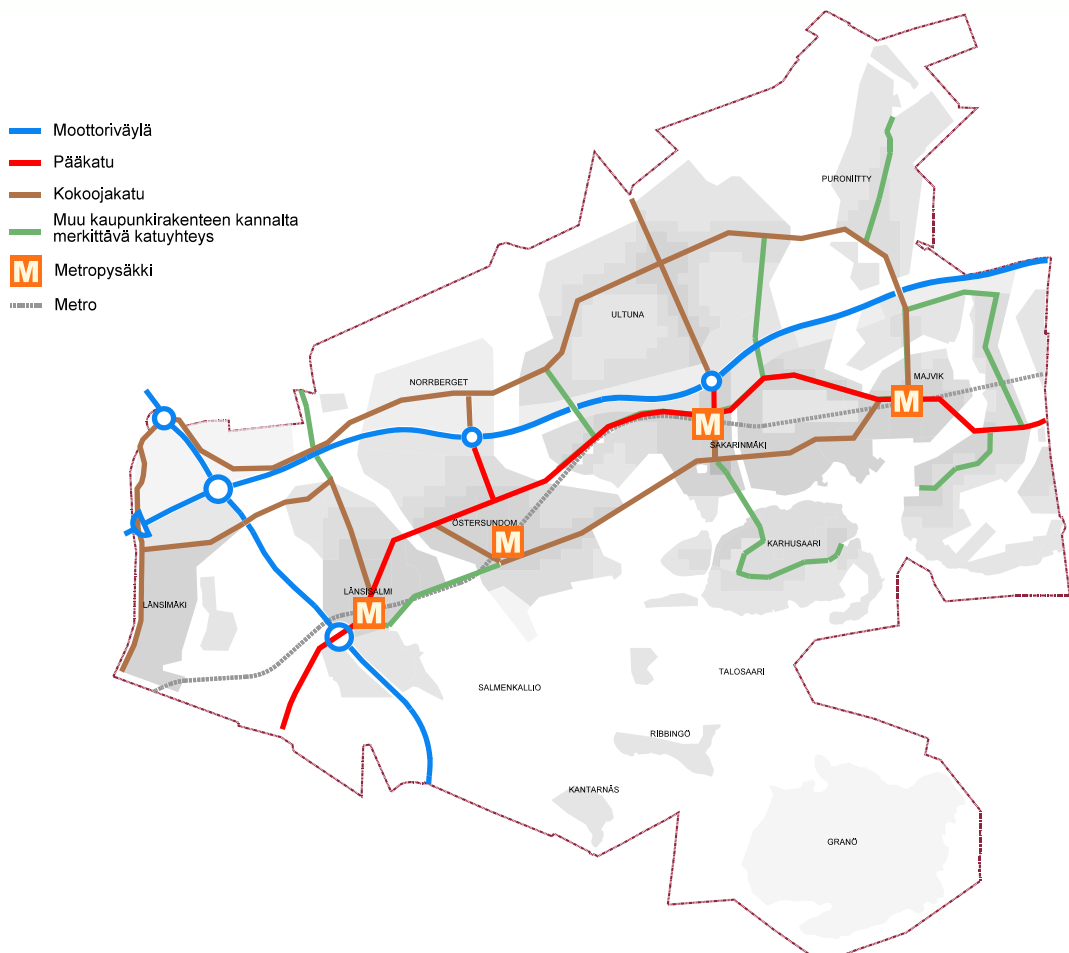 Moottoriväylä
Pääkatu
Kokoojakatu
Muu kaupunkirakenteen kannalta
merkittävä katuyhteys
M Metropysäkki
Metro
PURONIITTY
ULTUNA
NORRBERGET
MAJVIK
M
M
SAKARINMÄKI
ÖSTERSUNDOM
M
KARHUSAARI
LÄNSISALMI
LÄNSIMÄKI
M
TALOSAARI
SALMENKALLIO
RIBBINGÖ
KANTARNÄS
GRANÖ